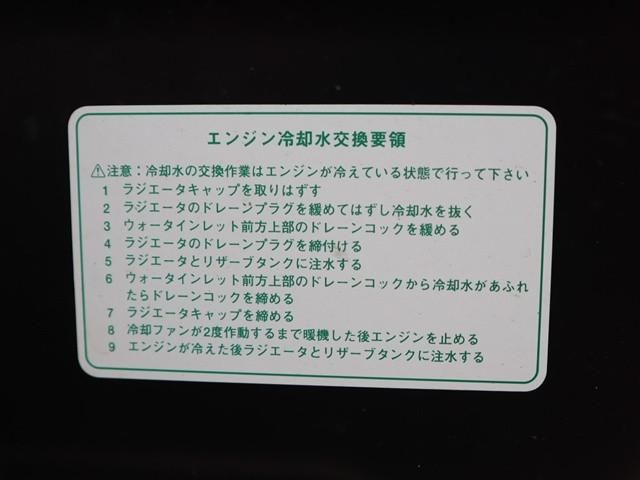 エンジン冷却水交換要領
⚠注意：冷却水の交換作業はエンジンが冷えている状態で行って下さい
1 ラジエータキャップを取りはずす
2 ラジエータのドレーンプラグを緩めてはずし冷却水を抜く
3 ウォータインレット前方上部のドレーンコックを緩める
4 ラジエータのドレーンプラグを締付ける
5 ラジエータとリザーブタンクに注水する
6 ウォータインレット前方上部のドレーンコックから冷却水があふれ
たらドレーンコックを締める
7 ラジエータキャップを締める
8 冷却ファンが2度作動するまで暖機した後エンジンを止める
9 エンジンが冷えた後ラジエータとリザーブタンクに注水する